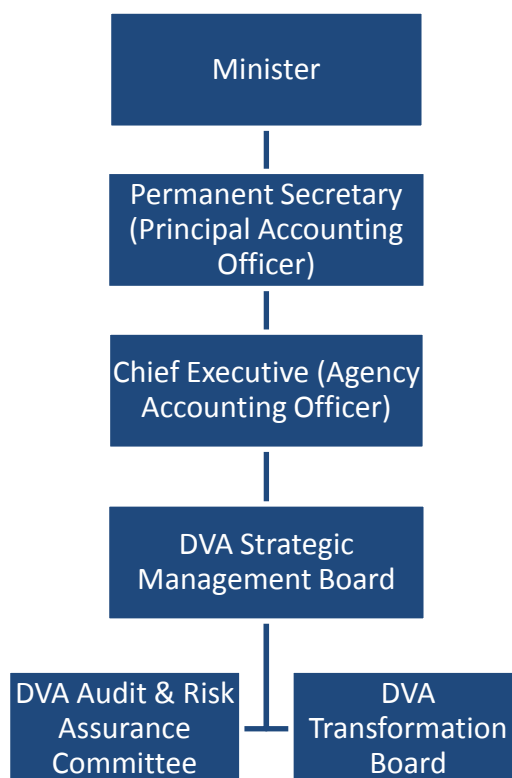 Minister
Permanent Secretary
(Principal Accounting
Officer)
Chief Executive (Agency
Accounting Officer)
DVA Strategic
Management Board
DVA Audit & Risk
Assurance
Committee
DVA
Transformation
Board